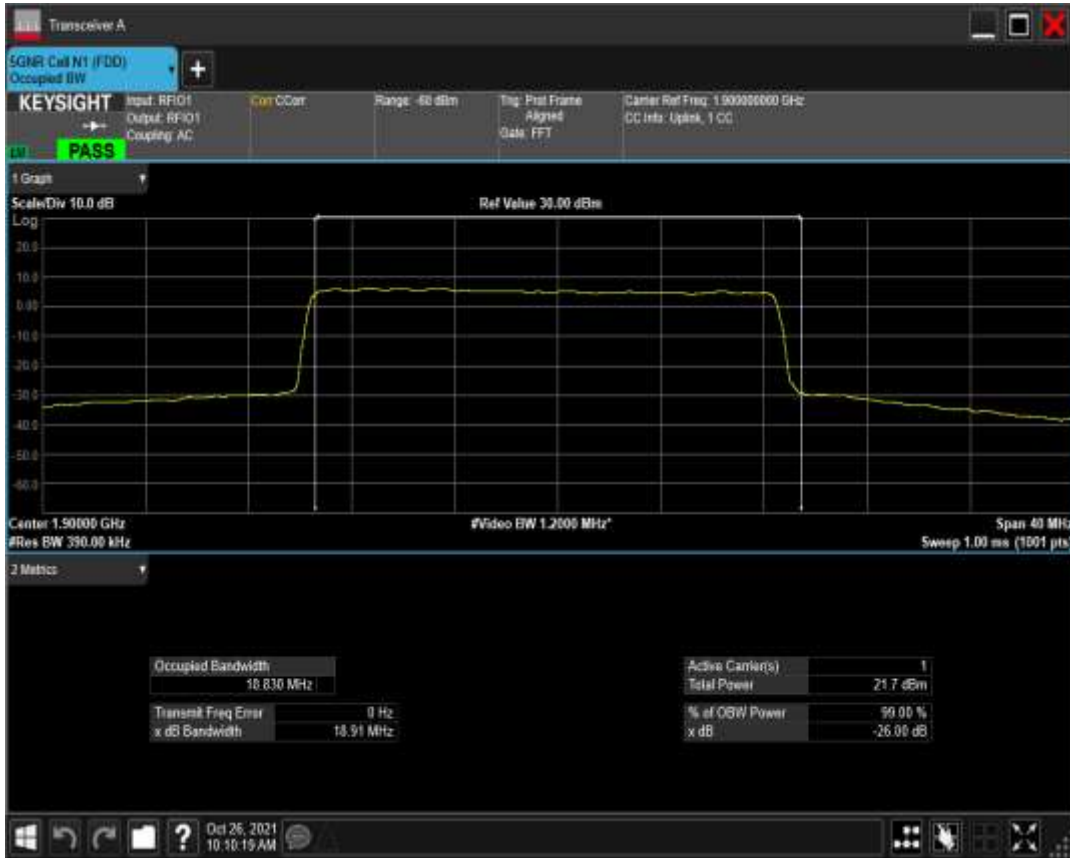 Transceiver A
5GNR Cell N1 (FDD)
Occupied BW
KEYSIGHT
PASS
Input: RFIO1
Output: RFIO1
Coupling: AC
Corr CCorr
Range: -60 dBm
Trig: Prot Frame
Aligned
Gate: FFT
Carrier Ref Freq: 1.900000000 GHz
CC Info: Uplink, 1 CC
1 Graph
Scale/Div 10.0 dB
Ref Value 30.00 dBm
Log
20.0
10.0
0.00
-10.0
-20.0
-30.0
-40.0
-50.0
-60.0
Center 1.90000 GHz
#Video BW 1.2000 MHz*
Span 40 MHz
#Res BW 390.00 kHz
Sweep 1.00 ms (1001 pts)
2 Metrics
Occupied Bandwidth
18.830 MHz
Transmit Freq Error 0 Hz
x dB Bandwidth 18.91 MHz
Active Carrier(s) 1
Total Power 21.7 dBm
% of OBW Power 99.00 %
x dB -26.00 dB
Oct 26, 2021
10:10:19 AM